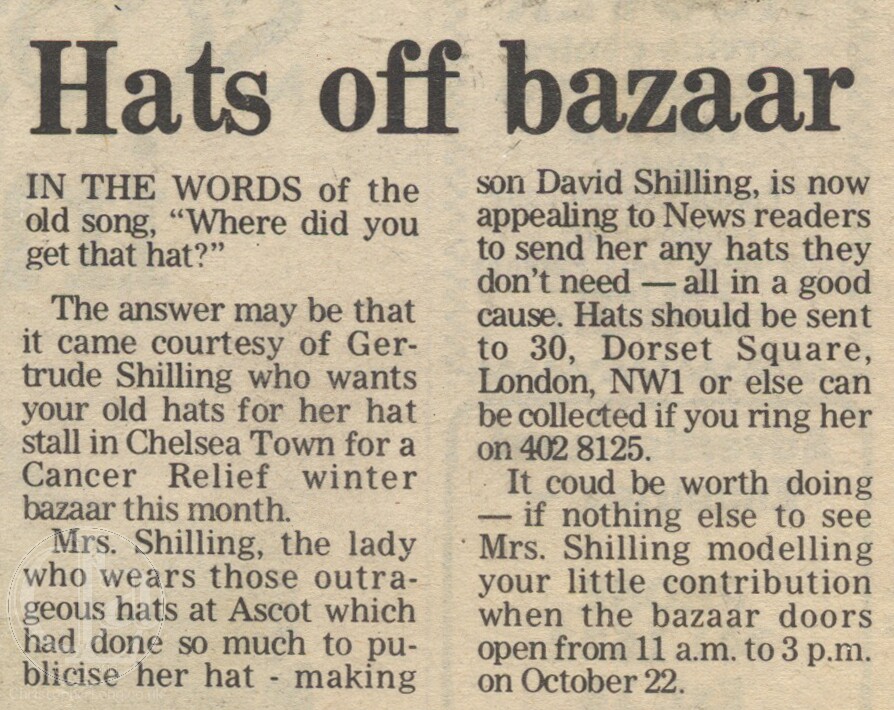 Hats off bazaar
IN THE WORDS of the
old song, “Where did you
get that hat?”
The answer may be that
it came courtesy of Ger-
trude Shilling who wants
your old hats for her hat
stall in Chelsea Town for a
Cancer Relief winter
bazaar this month.
Mrs. Shilling, the lady
who wears those outra-
geous hats at Ascot which
had done so much to pu-
blicise her hat - making
son David Shilling, is now
appealing to News readers
to send her any hats they
don’t need — all in a good
cause. Hats should be sent
to 30, Dorset Square,
London, NW1 or else can
be collected if you ring her
on 402 8125.
It coud be worth doing
— if nothing else to see
Mrs. Shilling modelling
your little contribution
when the bazaar doors
open from 11 a.m. to 3 p.m.
on October 22.